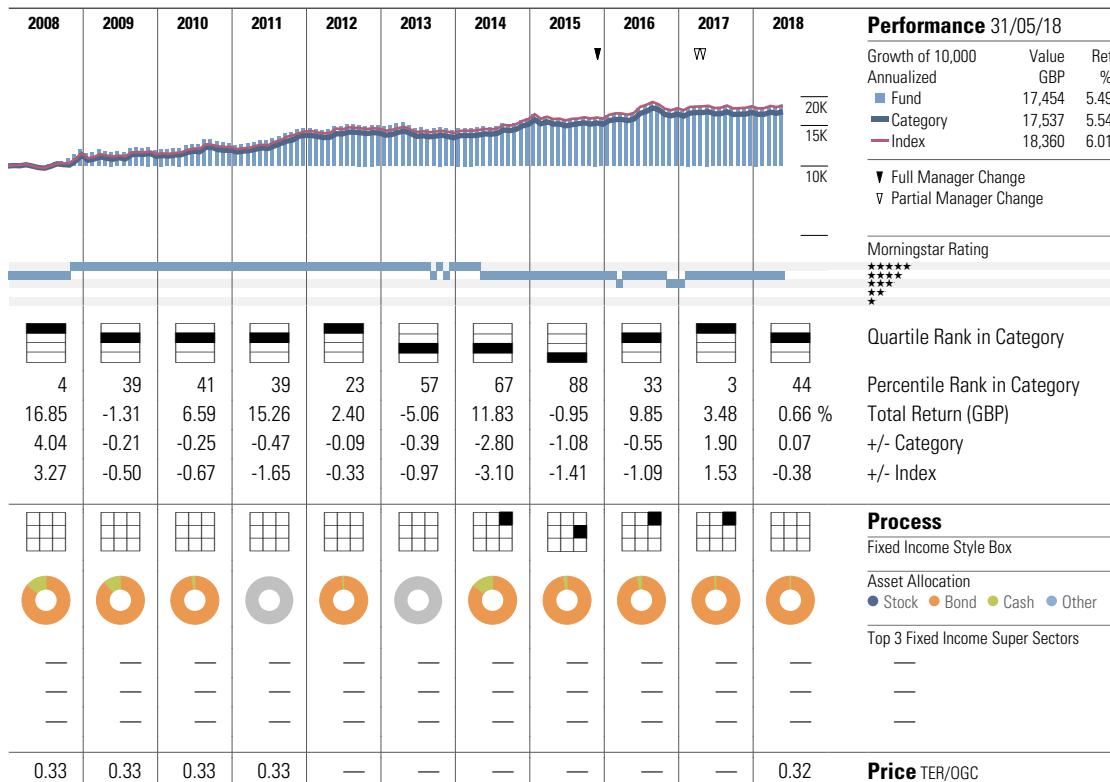 2008 2009 2010 2011 2012 2013 2014 2015 2016 2017 2018
Performance 31/05/18
Growth of 10,000 Value Ret
Annualized GBP %
Fund 17,454 5.49
Category 17,537 5.54
Index 18,360 6.01
20K
15K
10K
Full Manager Change
Partial Manager Change
Morningstar Rating
★★★★★
★★★★
★★★
★★
★
Quartile Rank in Category
4 39 41 39 23 57 67 88 33 3 44 Percentile Rank in Category
16.85 -1.31 6.59 15.26 2.40 -5.06 11.83 -0.95 9.85 3.48 0.66 % Total Return (GBP)
4.04 -0.21 -0.25 -0.47 -0.09 -0.39 -2.80 -1.08 -0.55 1.90 0.07 +/- Category
3.27 -0.50 -0.67 -1.65 -0.33 -0.97 -3.10 -1.41 -1.09 1.53 -0.38 +/- Index
Process
Fixed Income Style Box
Asset Allocation
Stock Bond Cash Other
Top 3 Fixed Income Super Sectors
— — — — — — — — — — — —
— — — — — — — — — — — —
— — — — — — — — — — — —
0.33 0.33 0.33 0.33 — — — — — — 0.32 Price TER/OGC